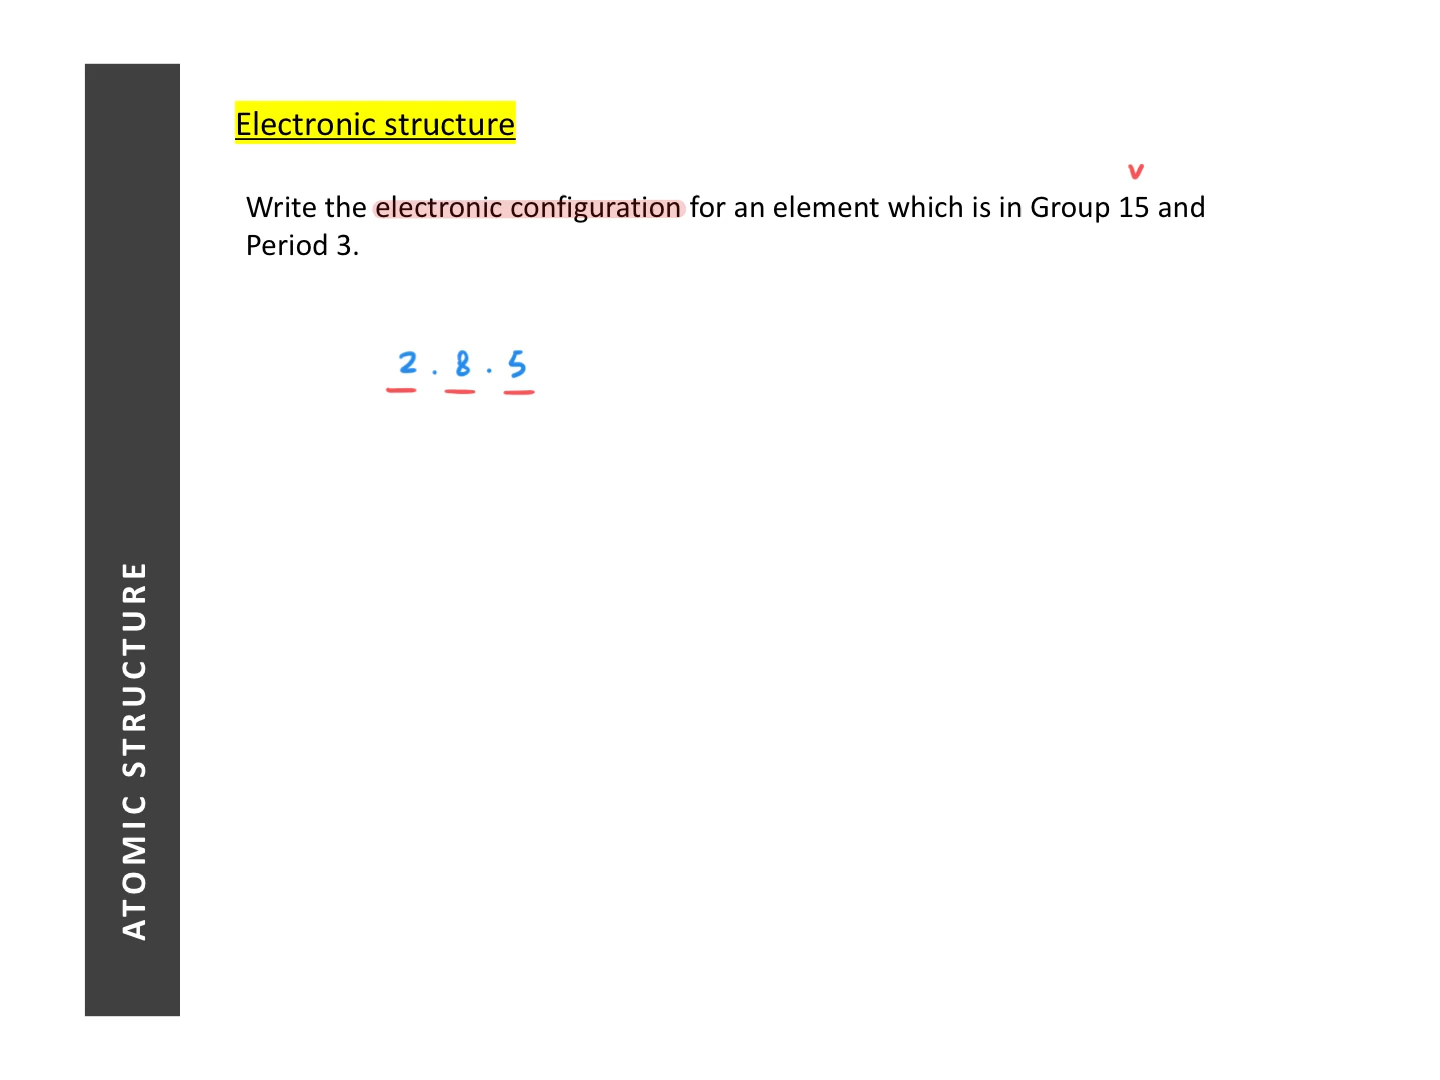 Electronic structure
v
Write the electronic configuration for an element which is in Group 15 and
Period 3.
2 . 8 . 5
ATOMIC STRUCTURE